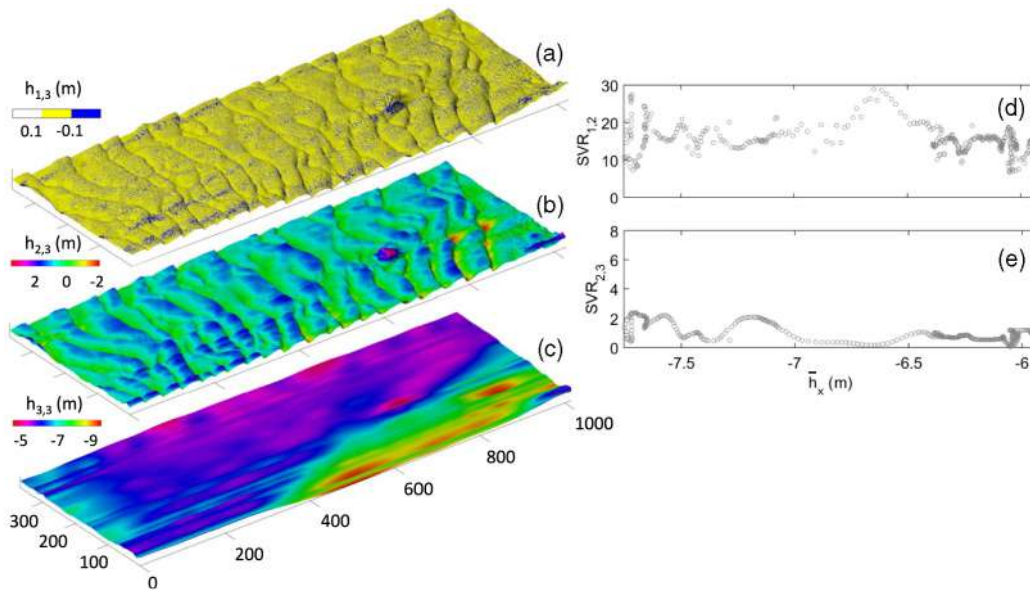 (a)
h1,3 (m)
0.1 -0.1
(b)
h2,3 (m)
2 0 -2
(c)
h3,3 (m)
-5 -7 -9
300
200
100
0
200
400
600
800
1000
(d)
SVR1,2
30
20
10
0
(e)
SVR2,3
8
6
4
2
0
-7.5 -7 -6.5 -6
h̅x (m)